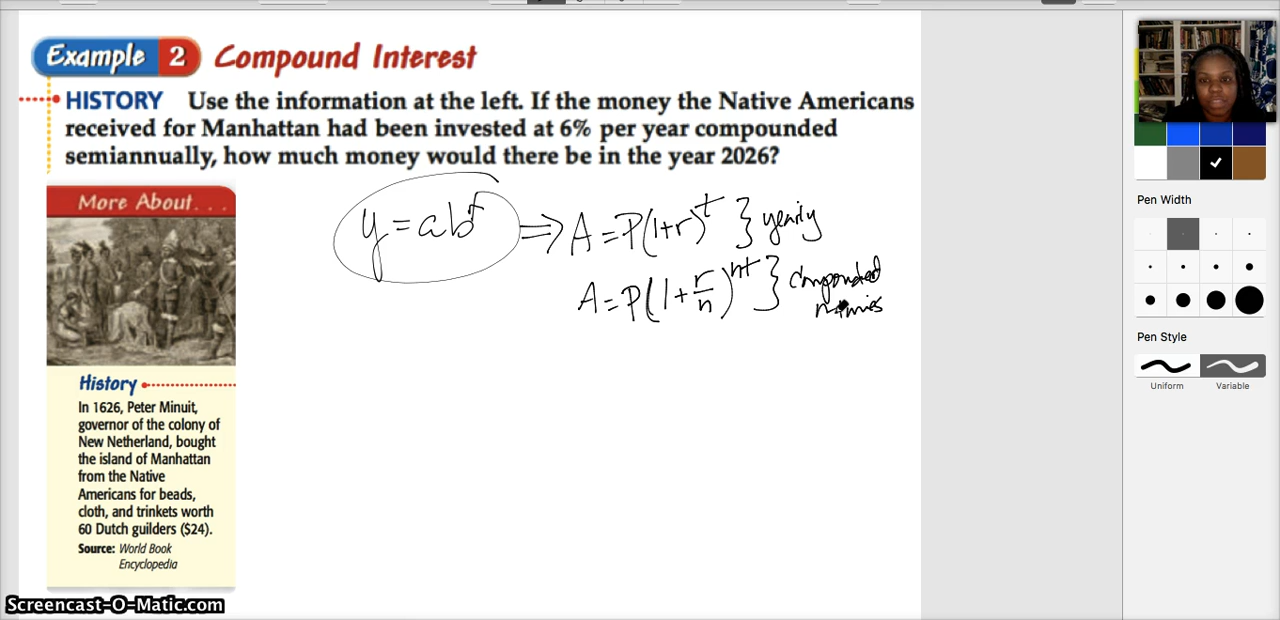 Example 2 Compound Interest
HISTORY Use the information at the left. If the money the Native Americans
received for Manhattan had been invested at 6% per year compounded
semiannually, how much money would there be in the year 2026?
More About. . .
y = ab^t ⇒ A = P(1+r)^t } yearly
A = P(1 + r/n)^nt } compounded
History
In 1626, Peter Minuit,
governor of the colony of
New Netherland, bought
the island of Manhattan
from the Native
Americans for beads,
cloth, and trinkets worth
60 Dutch guilders ($24).
Source: World Book
Encyclopedia
Pen Width
Pen Style
Uniform Variable
Screencast-O-Matic.com